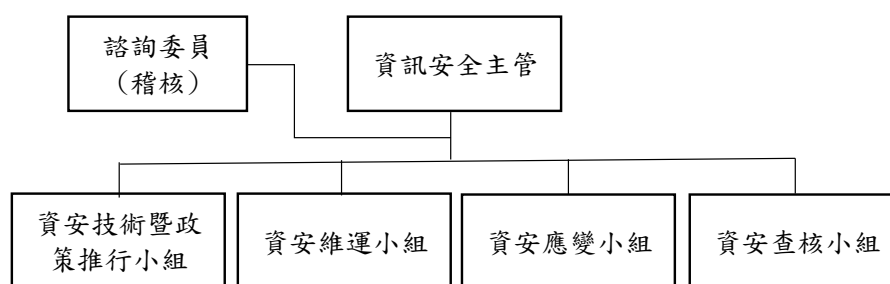 諮詢委員
（稽核）
資訊安全主管
資安技術暨政
策推行小組
資安維運小組
資安應變小組
資安查核小組